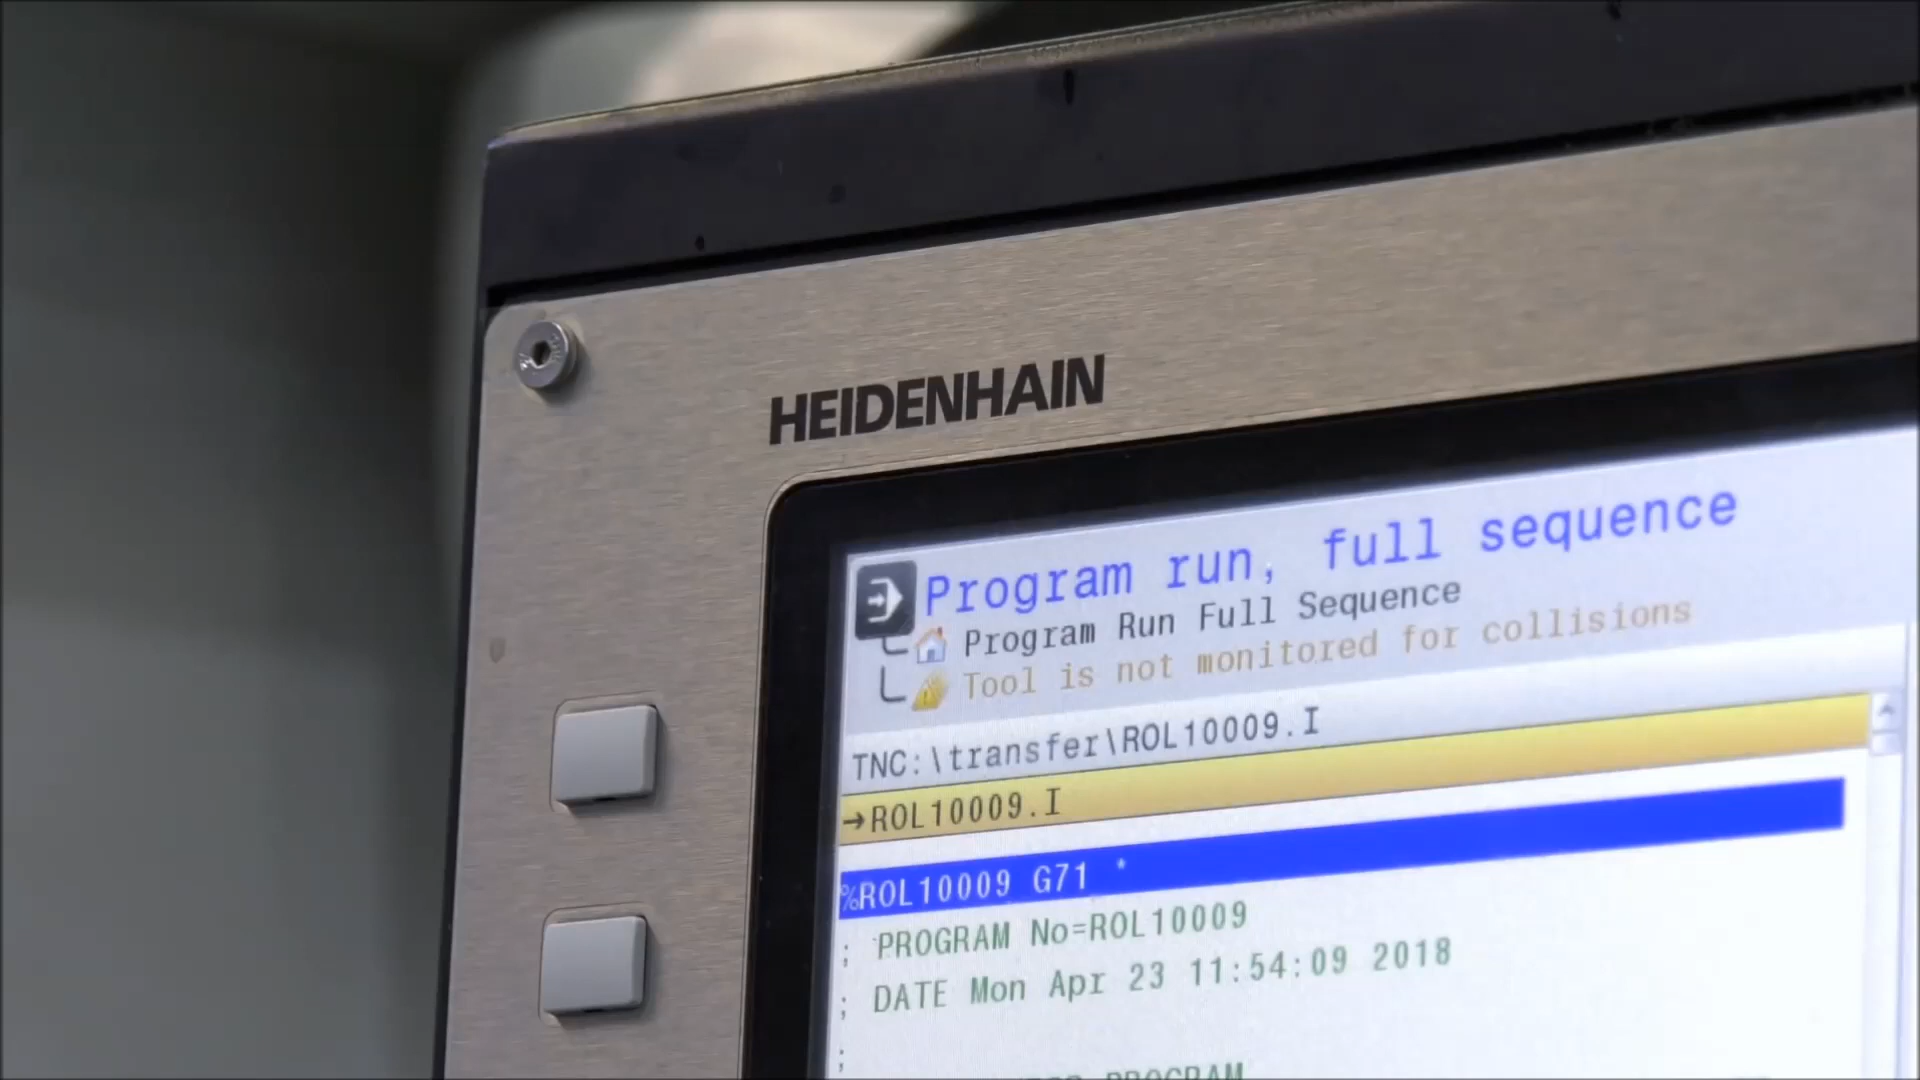 HEIDENHAIN
Program run, full sequence
Program Run Full Sequence
Tool is not monitored for collisions
TNC:\transfer\ROL10009.I
→ROL10009.I
%ROL10009 G71 *
; PROGRAM No=ROL10009
; DATE Mon Apr 23 11:54:09 2018
;
PROGRAM